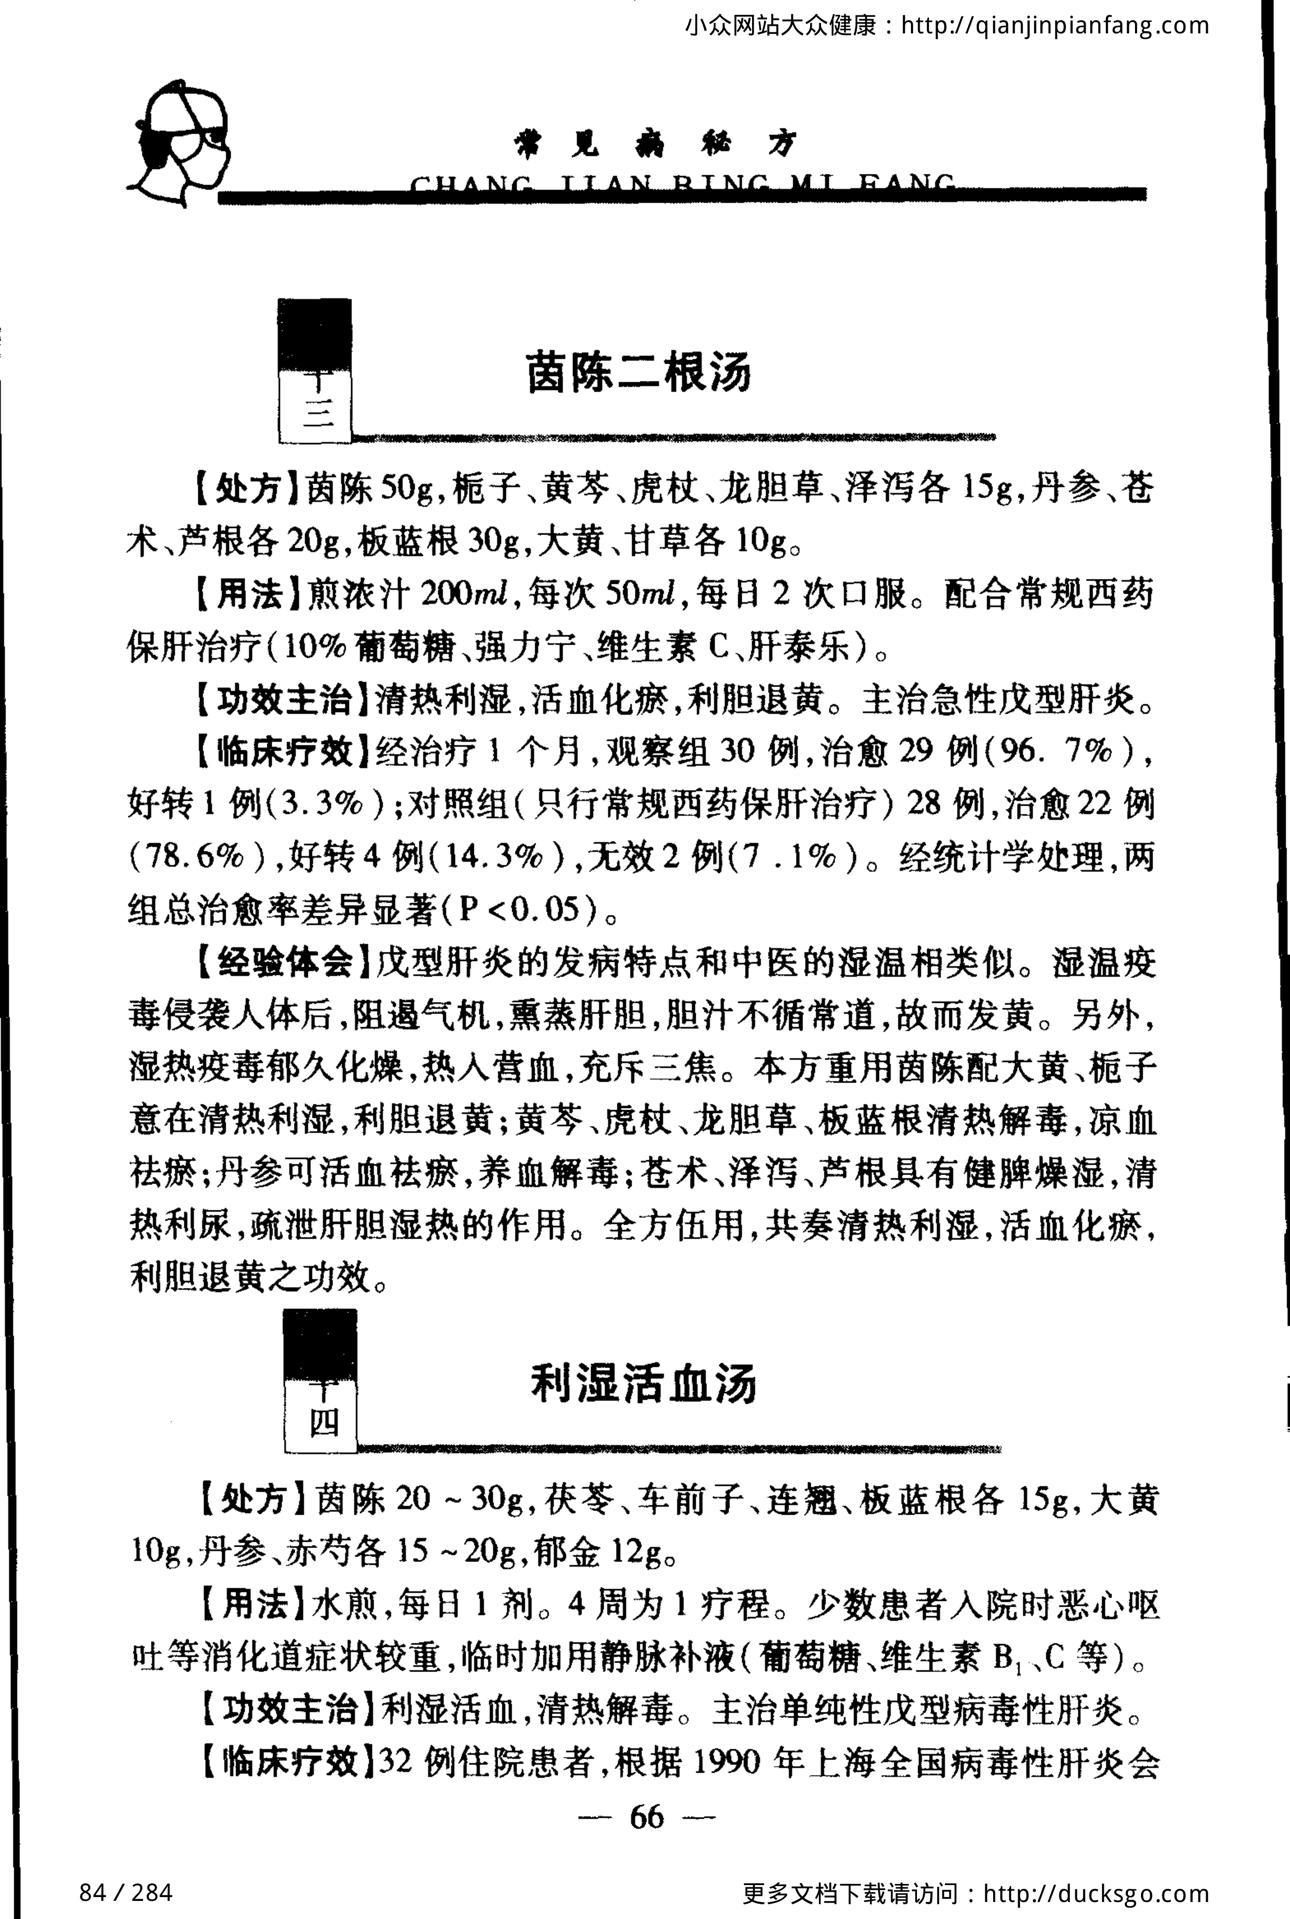 小众网站大众健康：http://qianjinpianfang.com
常见病秘方
CHANG JIAN BING MI FANG
十三
茵陈二根汤
【处方】茵陈50g,栀子、黄芩、虎杖、龙胆草、泽泻各 15g,丹参、苍
术、芦根各 20g,板蓝根 30g,大黄、甘草各 10g。
【用法】煎浓汁 200ml,每次 50ml,每日 2 次口服。配合常规西药
保肝治疗(10% 葡萄糖、强力宁、维生素 C、肝泰乐)。
【功效主治】清热利湿,活血化瘀,利胆退黄。主治急性戊型肝炎。
【临床疗效】经治疗 1 个月,观察组 30 例,治愈 29 例(96. 7%),
好转 1 例(3.3%);对照组(只行常规西药保肝治疗) 28 例,治愈 22 例
(78.6%),好转 4 例(14.3%),无效 2 例(7 .1%)。经统计学处理,两
组总治愈率差异显著(P<0.05)。
【经验体会】戊型肝炎的发病特点和中医的湿温相类似。湿温疫
毒侵袭人体后,阻遏气机,熏蒸肝胆,胆汁不循常道,故而发黄。另外,
湿热疫毒郁久化燥,热入营血,充斥三焦。本方重用茵陈配大黄、栀子
意在清热利湿,利胆退黄;黄芩、虎杖、龙胆草、板蓝根清热解毒,凉血
祛瘀;丹参可活血祛瘀,养血解毒;苍术、泽泻、芦根具有健脾燥湿,清
热利尿,疏泄肝胆湿热的作用。全方伍用,共奏清热利湿,活血化瘀,
利胆退黄之功效。
十四
利湿活血汤
【处方】茵陈 20 ~ 30g,茯苓、车前子、连翘、板蓝根各 15g,大黄
10g,丹参、赤芍各 15 ~20g,郁金 12g。
【用法】水煎,每日 1 剂。4 周为 1 疗程。少数患者入院时恶心呕
吐等消化道症状较重,临时加用静脉补液(葡萄糖、维生素 B₁、C 等)。
【功效主治】利湿活血,清热解毒。主治单纯性戊型病毒性肝炎。
【临床疗效】32 例住院患者,根据 1990 年上海全国病毒性肝炎会
— 66 —
84 / 284
更多文档下载请访问：http://ducksgo.com